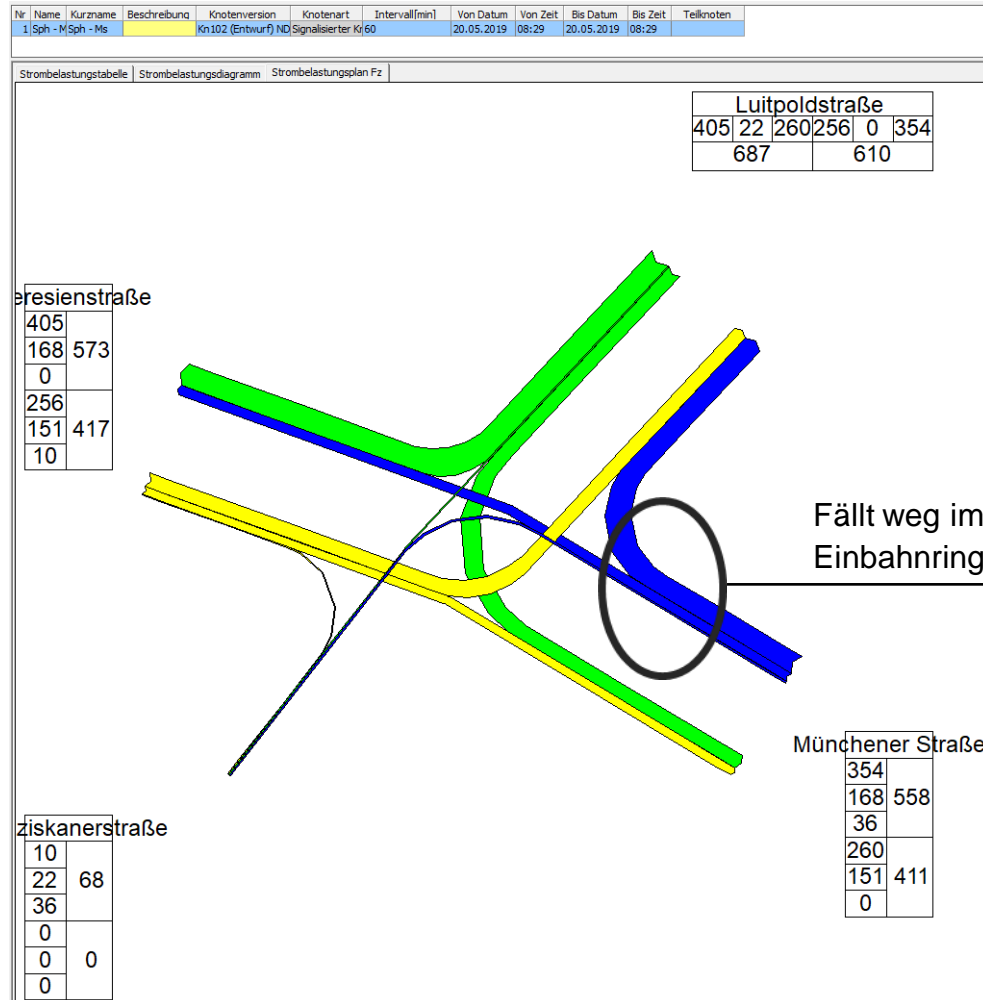 Nr Name Kurzname Beschreibung Knotenversion Knotenart Intervall[min] Von Datum Von Zeit Bis Datum Bis Zeit Teilknoten
1 Sph - M Sph - Ms Kn102 (Entwurf) ND Signalisierter Kr 60 20.05.2019 08:29 20.05.2019 08:29
Strombelastungstabelle Strombelastungsdiagramm Strombelastungsplan Fz
Luitpoldstraße
405 22 260 256 0 354
687 610
eresienstraße
405
168 573
0
256
151 417
10
Fällt weg im
Einbahnring
Münchener Straße
354
168 558
36
260
151 411
0
ziskanerstraße
10
22 68
36
0
0 0
0